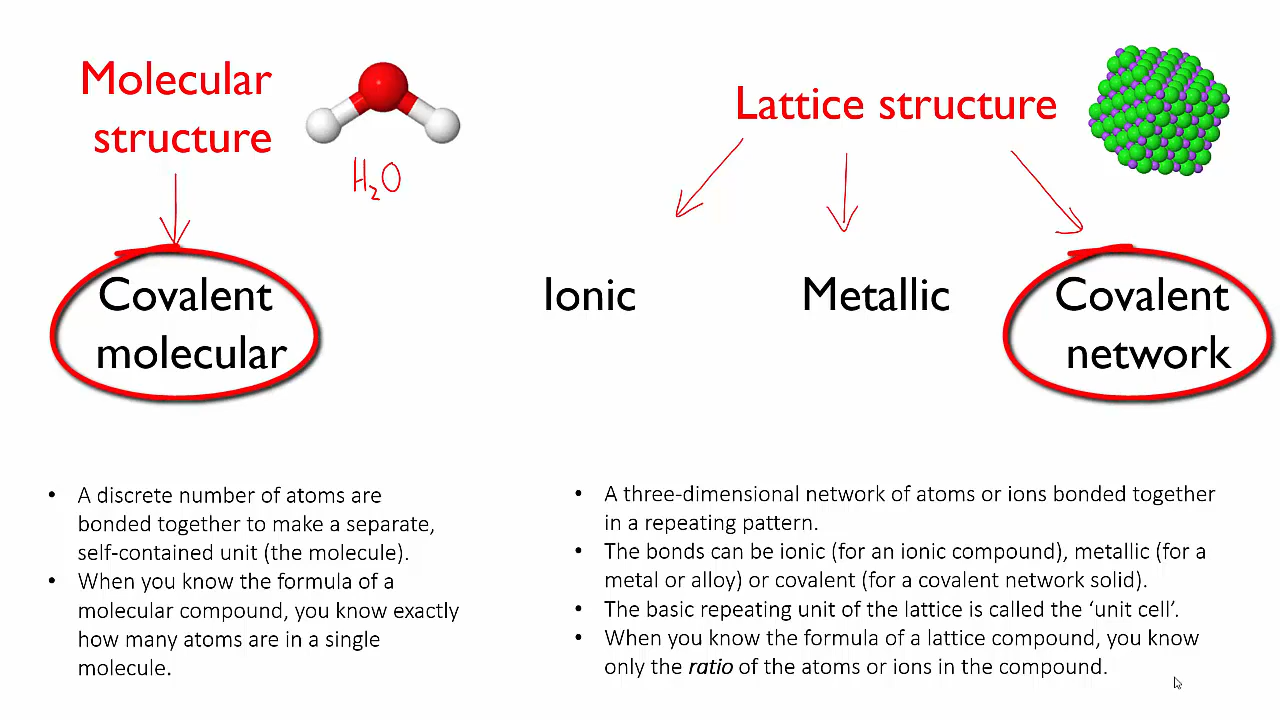 Molecular
structure
H₂O
Covalent
molecular
• A discrete number of atoms are
bonded together to make a separate,
self-contained unit (the molecule).
• When you know the formula of a
molecular compound, you know exactly
how many atoms are in a single
molecule.
Lattice structure
Ionic
Metallic
Covalent
network
• A three-dimensional network of atoms or ions bonded together
in a repeating pattern.
• The bonds can be ionic (for an ionic compound), metallic (for a
metal or alloy) or covalent (for a covalent network solid).
• The basic repeating unit of the lattice is called the ‘unit cell’.
• When you know the formula of a lattice compound, you know
only the ratio of the atoms or ions in the compound.